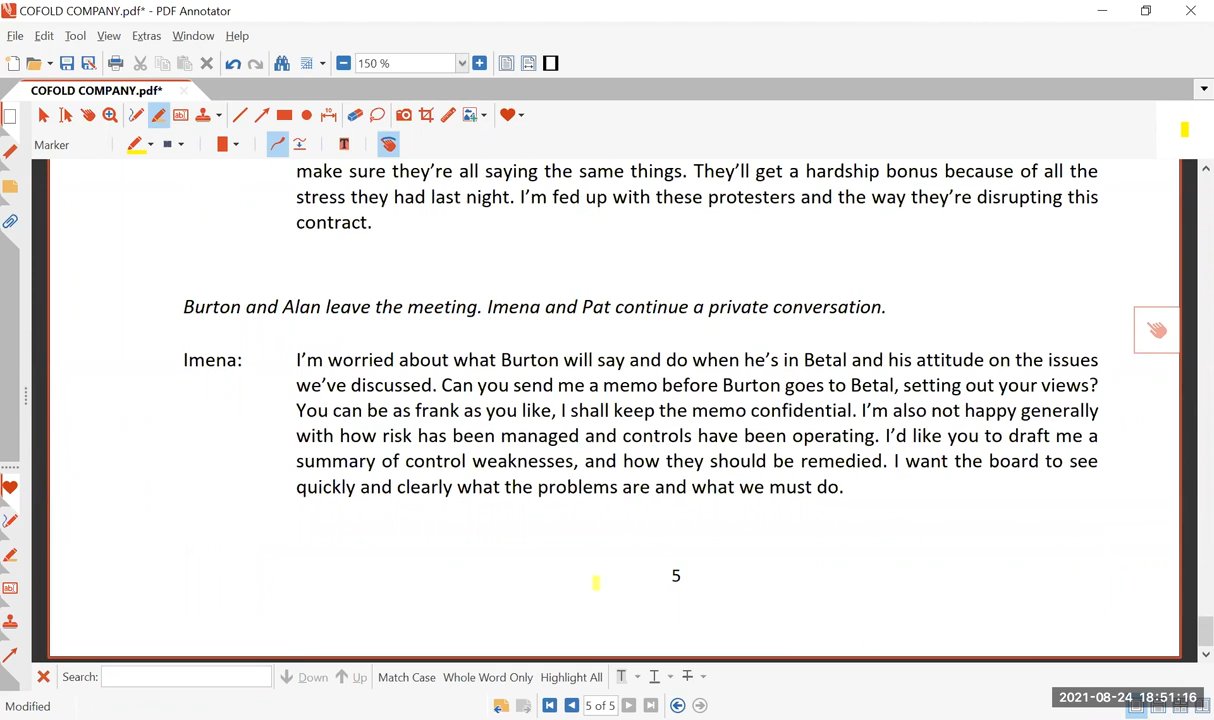 COFOLD COMPANY.pdf* - PDF Annotator
File Edit Tool View Extras Window Help
150 %
COFOLD COMPANY.pdf*
Marker
make sure they’re all saying the same things. They’ll get a hardship bonus because of all the
stress they had last night. I’m fed up with these protesters and the way they’re disrupting this
contract.
Burton and Alan leave the meeting. Imena and Pat continue a private conversation.
Imena: I’m worried about what Burton will say and do when he’s in Betal and his attitude on the issues
we’ve discussed. Can you send me a memo before Burton goes to Betal, setting out your views?
You can be as frank as you like, I shall keep the memo confidential. I’m also not happy generally
with how risk has been managed and controls have been operating. I’d like you to draft me a
summary of control weaknesses, and how they should be remedied. I want the board to see
quickly and clearly what the problems are and what we must do.
5
Search: Down Up Match Case Whole Word Only Highlight All
Modified 5 of 5 2021-08-24 18:51:16